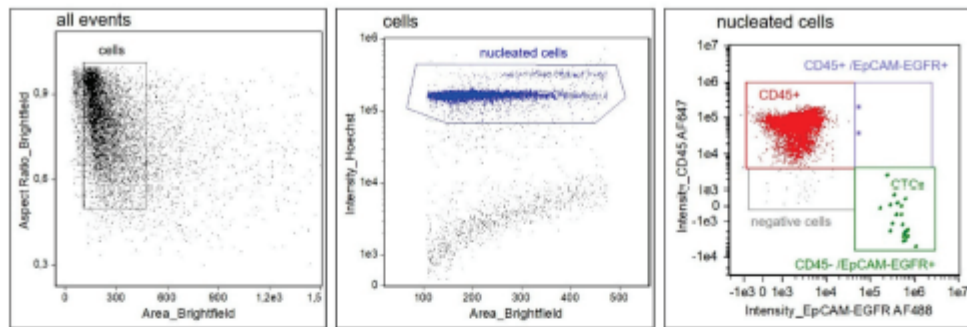 all events
cells
0.9
0.6
0.3
0
300
600
900
1,2e3
1,5
Aspect Ratio_Brightfield
Area_Brightfield
cells
nucleated cells
1e6
1e5
1e4
1e3
100
200
300
400
500
Intensity_Hoechst
Area_Brightfield
nucleated cells
1e7
1e6
1e5
1e4
1e3
0
-1e3
-1e4
CD45+ /EpCAM-EGFR+
CD45+
CTCs
negative cells
CD45- /EpCAM-EGFR+
-1e3 0 1e3 1e4 1e5 1e6 1e7
Intensity_CD45 AF647
Intensity_EpCAM-EGFR AF488